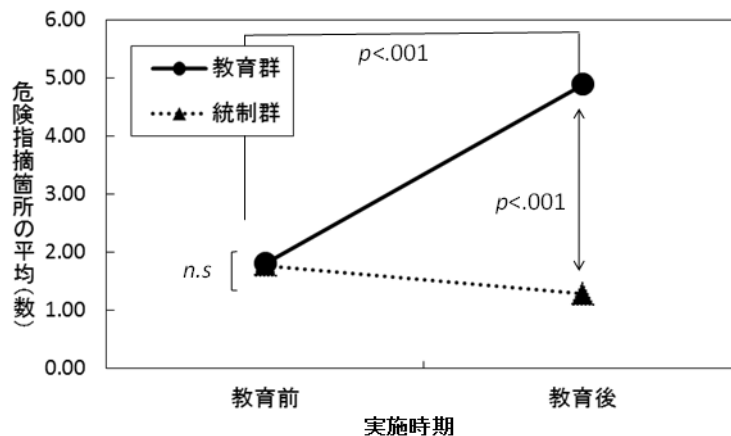 6.00
5.00
4.00
3.00
2.00
1.00
0.00
危険指摘箇所の平均(数)
教育群
統制群
p<.001
p<.001
n.s
教育前
教育後
実施時期